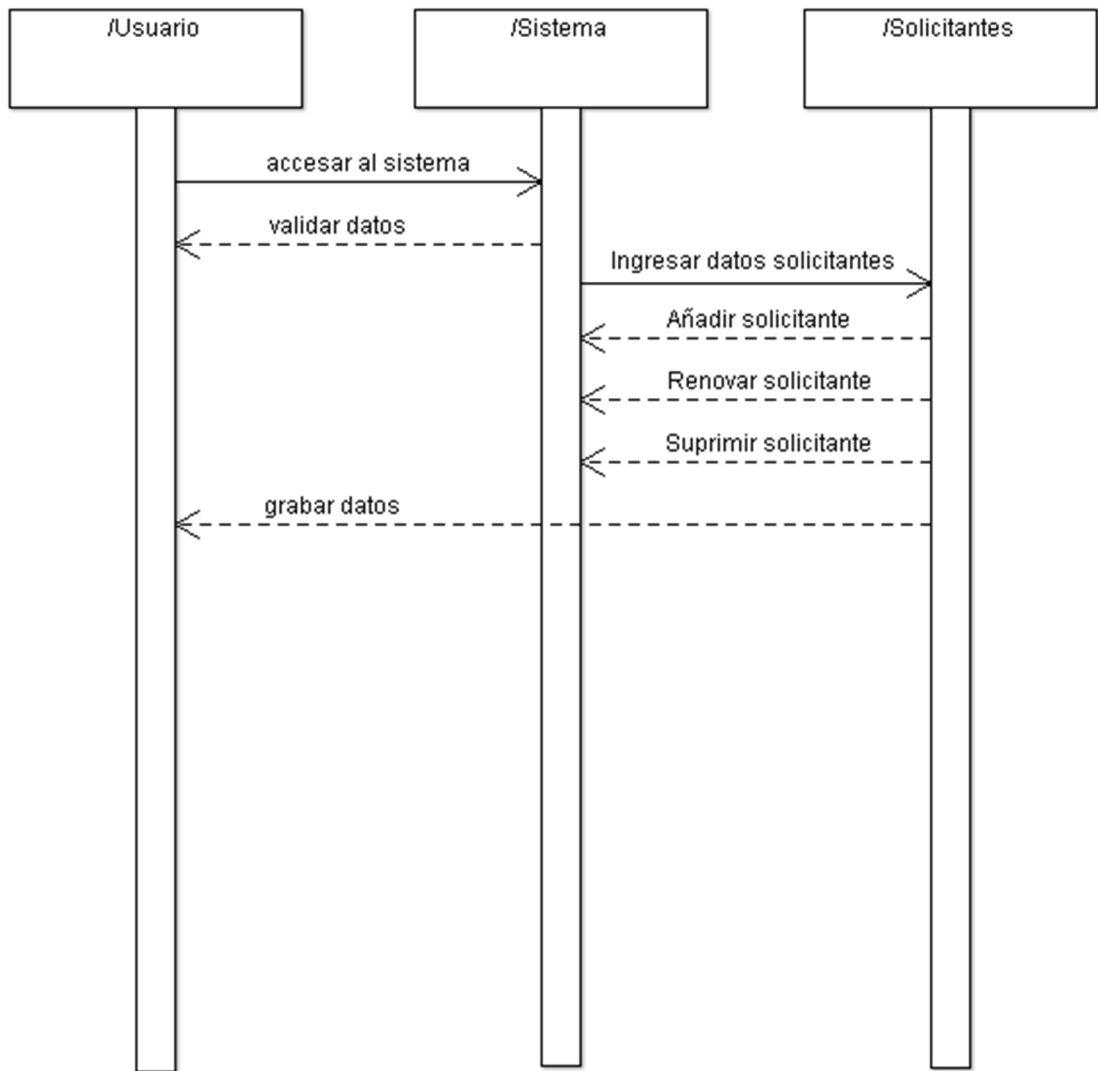 /Usuario
/Sistema
/Solicitantes
accesar al sistema
validar datos
Ingresar datos solicitantes
Añadir solicitante
Renovar solicitante
Suprimir solicitante
grabar datos